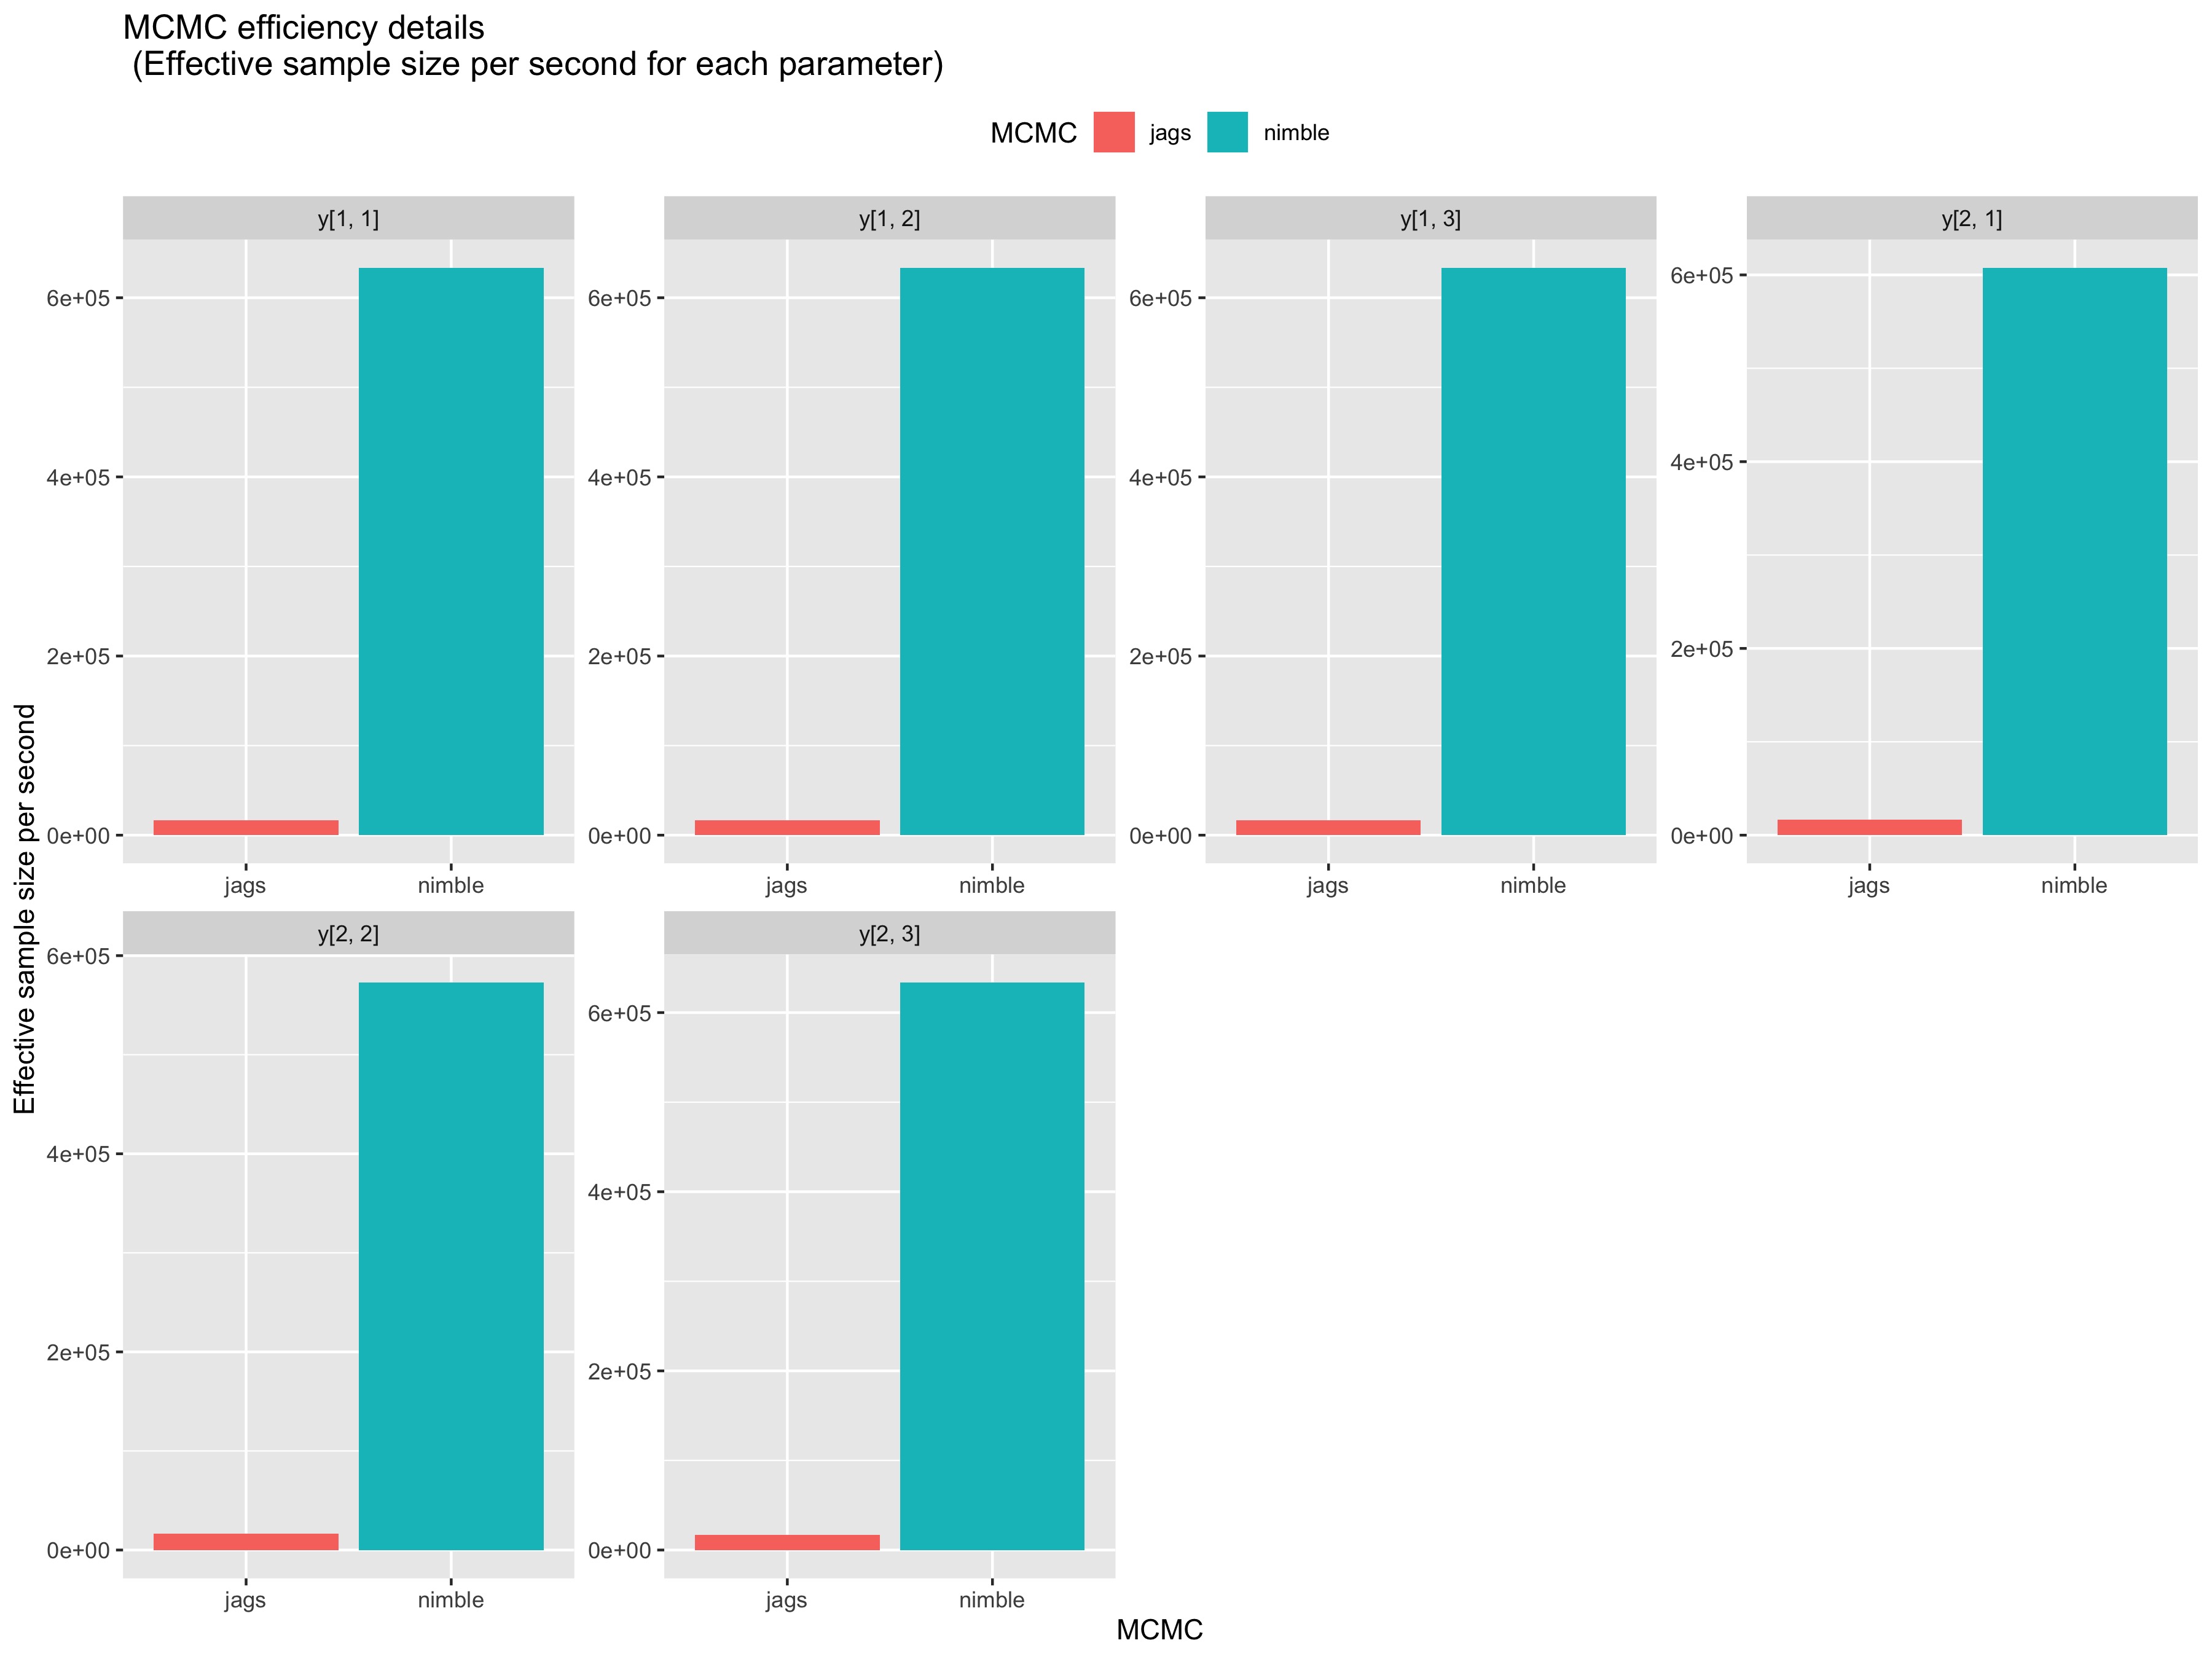 MCMC efficiency details
(Effective sample size per second for each parameter)
MCMC jags nimble
y[1, 1] y[1, 2] y[1, 3] y[2, 1]
6e+05 6e+05 6e+05 6e+05
4e+05 4e+05 4e+05 4e+05
2e+05 2e+05 2e+05 2e+05
0e+00 0e+00 0e+00 0e+00
jags nimble jags nimble jags nimble jags nimble
Effective sample size per second
y[2, 2] y[2, 3]
6e+05 6e+05
4e+05 4e+05
2e+05 2e+05
0e+00 0e+00
jags nimble jags nimble
MCMC